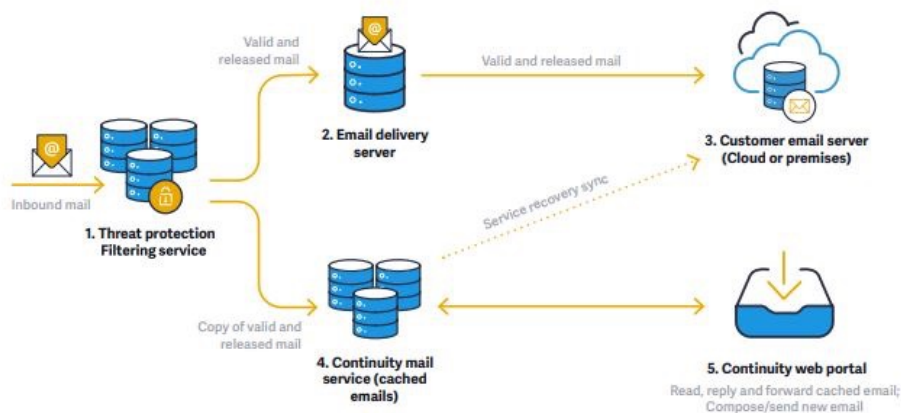 Valid and
released mail
Valid and released mail
2. Email delivery
server
3. Customer email server
(Cloud or premises)
Inbound mail
1. Threat protection
Filtering service
Service recovery sync
Copy of valid and
released mail
4. Continuity mail
service (cached
emails)
5. Continuity web portal
Read, reply and forward cached email;
Compose/send new email